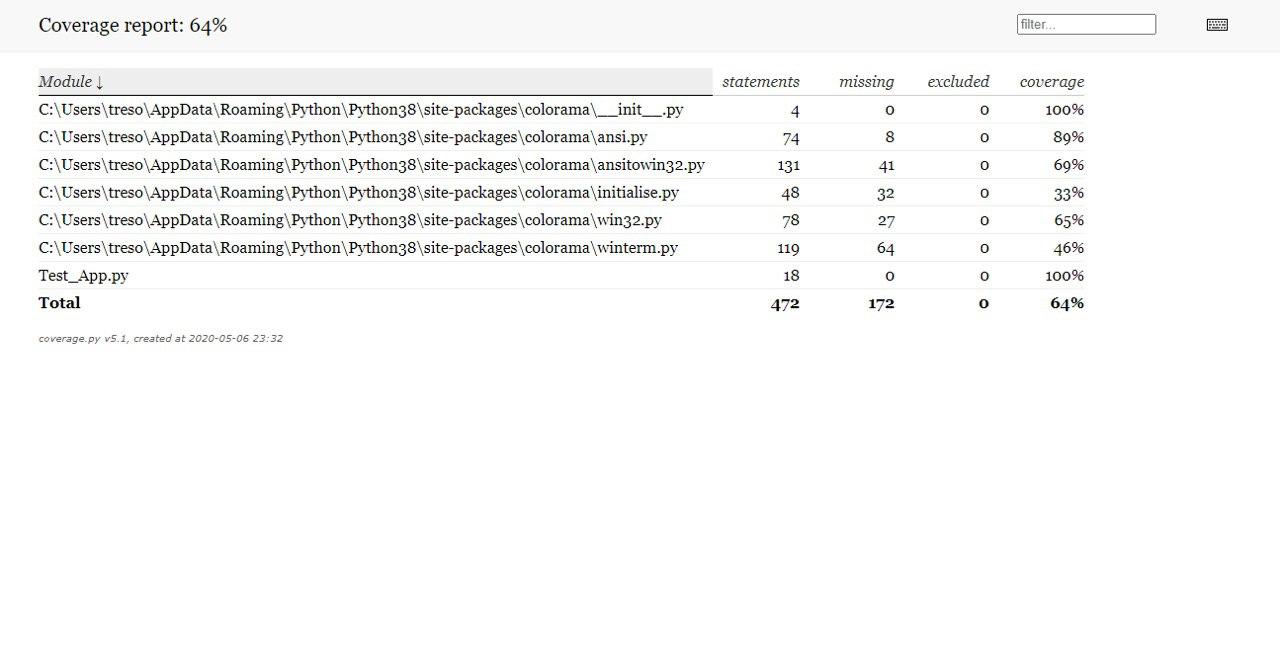 Coverage report: 64%
filter...
Module ↓ statements missing excluded coverage
C:\Users\treso\AppData\Roaming\Python\Python38\site-packages\colorama\__init__.py 4 0 0 100%
C:\Users\treso\AppData\Roaming\Python\Python38\site-packages\colorama\ansi.py 74 8 0 89%
C:\Users\treso\AppData\Roaming\Python\Python38\site-packages\colorama\ansitowin32.py 131 41 0 69%
C:\Users\treso\AppData\Roaming\Python\Python38\site-packages\colorama\initialise.py 48 32 0 33%
C:\Users\treso\AppData\Roaming\Python\Python38\site-packages\colorama\win32.py 78 27 0 65%
C:\Users\treso\AppData\Roaming\Python\Python38\site-packages\colorama\winterm.py 119 64 0 46%
Test_App.py 18 0 0 100%
Total 472 172 0 64%
coverage.py v5.1, created at 2020-05-06 23:32